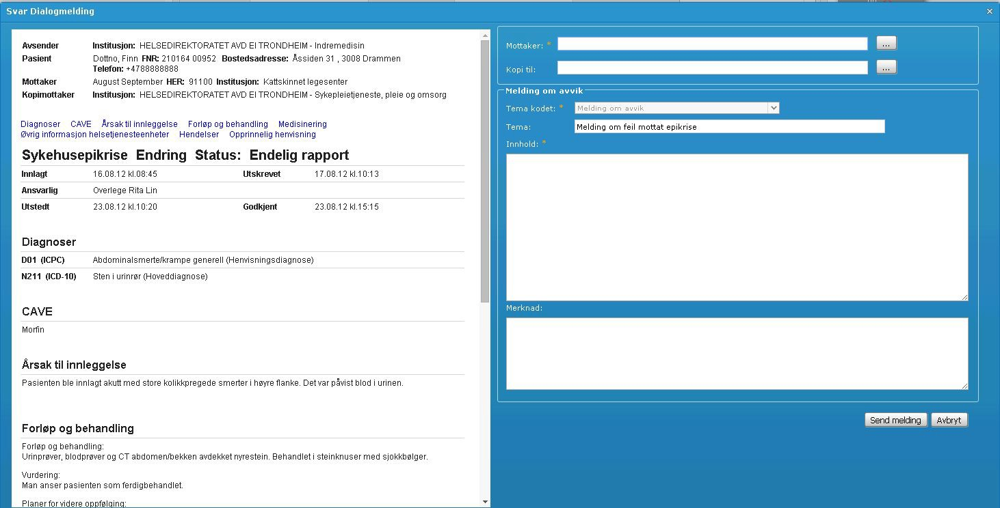 Svar Dialogmelding
Avsender Institusjon: HELSEDIREKTORATET AVD EI TRONDHEIM - Indremedisin
Pasient Dottno, Finn FNR: 210164 00952 Bostedsadresse: Åssiden 31 , 3008 Drammen
Telefon: +4788888888
Mottaker August September HER: 91100 Institusjon: Kattskinnet legesenter
Kopimottaker Institusjon: HELSEDIREKTORATET AVD EI TRONDHEIM - Sykepleietjeneste, pleie og omsorg
Diagnoser CAVE Årsak til innleggelse Forløp og behandling Medisinering
Øvrig informasjon helsetjenesteenheter Hendelser Opprinnelig henvisning
Sykehusepikrise Endring Status: Endelig rapport
Innlagt 16.08.12 kl.08:45 Utskrevet 17.08.12 kl.10:13
Ansvarlig Overlege Rita Lin
Utstedt 23.08.12 kl.10:20 Godkjent 23.08.12 kl.15:15
Diagnoser
D01 (ICPC) Abdominalsmerte/krampe generell (Henvisningsdiagnose)
N211 (ICD-10) Sten i urinrør (Hoveddiagnose)
CAVE
Morfin
Årsak til innleggelse
Pasienten ble innlagt akutt med store kolikkpregede smerter i høyre flanke. Det var påvist blod i urinen.
Forløp og behandling
Forløp og behandling:
Urinprøver, blodprøver og CT abdomen/bekken avdekket nyrestein. Behandlet i steinknuser med sjokkbølger.
Vurdering:
Man anser pasienten som ferdigbehandlet.
Planer for videre oppfølging:
Mottaker: * ...
Kopi til: ...
Melding om avvik
Tema kodet: * Melding om avvik
Tema: Melding om feil mottat epikrise
Innhold: *
Merknad:
Send melding Avbryt